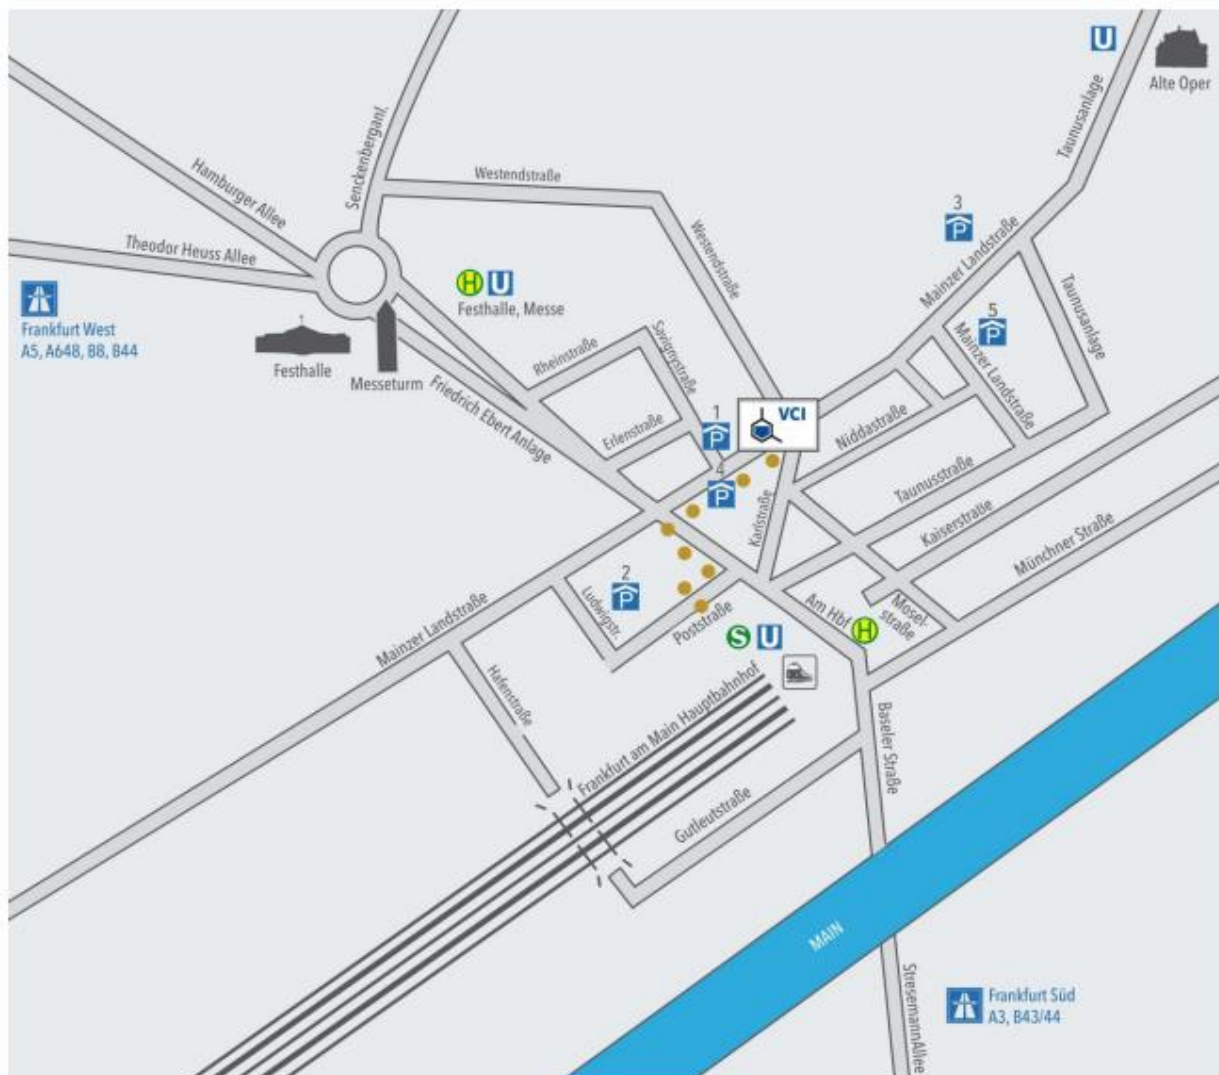 U
Alte Oper
Taunusanlage
Senckenberganl.
Hamburger Allee
Westendstraße
Westendstraße
3
P
Mainzer Landstraße
Theodor Heuss Allee
H U
Festhalle, Messe
Taunusanlage
5
P
Mainzer Landstraße
Frankfurt West
A5, A648, B8, B44
Festhalle
Messeturm
Rheinstraße
Savignystraße
Friedrich Ebert Anlage
Erlenstraße
1
P
VCI
Niddastraße
4
P
Karlstraße
Taunusstraße
Kaiserstraße
Münchner Straße
2
P
Ludwigstr.
Poststraße
Am Hbf
H
Mosel-
straße
S U
Mainzer Landstraße
Hafenstraße
Frankfurt am Main Hauptbahnhof
Baseler Straße
Gutleutstraße
MAIN
StresemannAllee
Frankfurt Süd
A3, B43/44